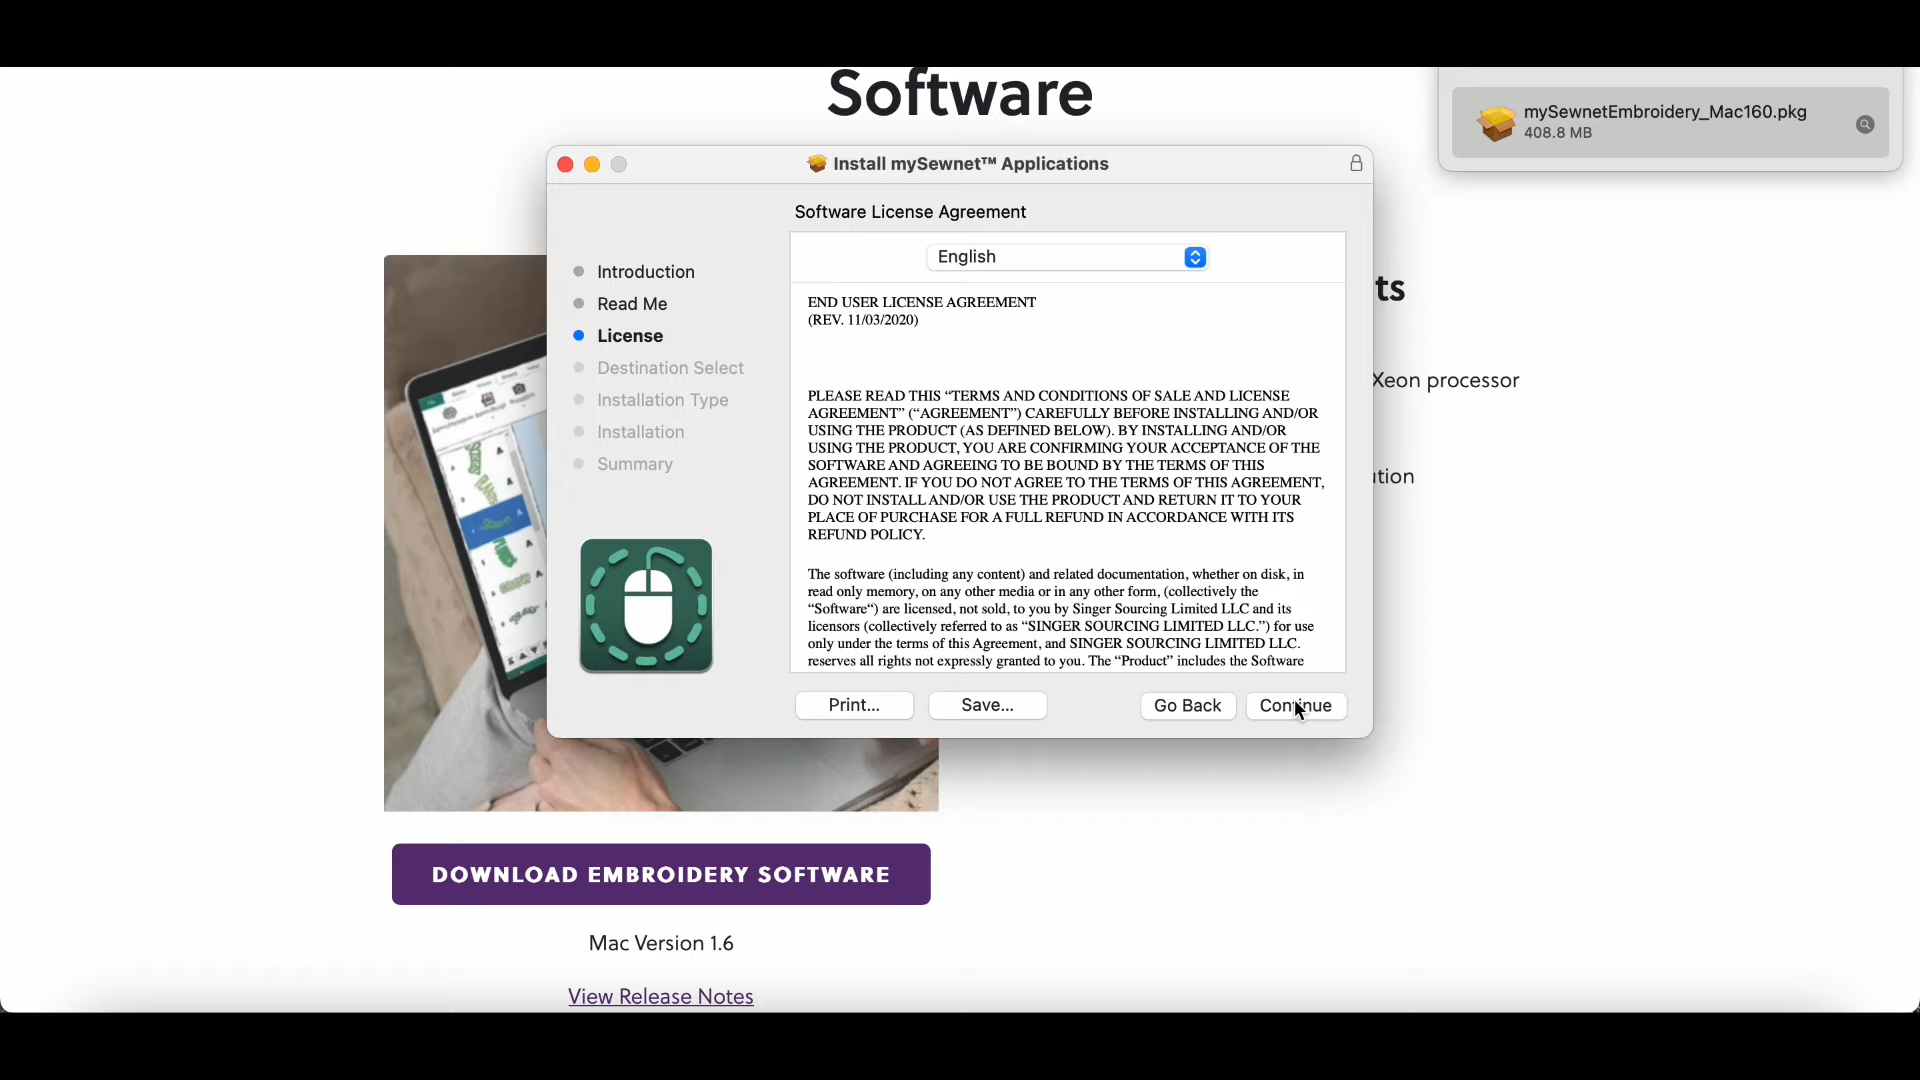 Software
mySewnetEmbroidery_Mac160.pkg
408.8 MB
Install mySewnet™ Applications
Software License Agreement
Introduction
Read Me
License
Destination Select
Installation Type
Installation
Summary
English
END USER LICENSE AGREEMENT
(REV. 11/03/2020)
PLEASE READ THIS “TERMS AND CONDITIONS OF SALE AND LICENSE
AGREEMENT” (“AGREEMENT”) CAREFULLY BEFORE INSTALLING AND/OR
USING THE PRODUCT (AS DEFINED BELOW). BY INSTALLING AND/OR
USING THE PRODUCT, YOU ARE CONFIRMING YOUR ACCEPTANCE OF THE
SOFTWARE AND AGREEING TO BE BOUND BY THE TERMS OF THIS
AGREEMENT. IF YOU DO NOT AGREE TO THE TERMS OF THIS AGREEMENT,
DO NOT INSTALL AND/OR USE THE PRODUCT AND RETURN IT TO YOUR
PLACE OF PURCHASE FOR A FULL REFUND IN ACCORDANCE WITH ITS
REFUND POLICY.
The software (including any content) and related documentation, whether on disk, in
read only memory, on any other media or in any other form, (collectively the
“Software“) are licensed, not sold, to you by Singer Sourcing Limited LLC and its
licensors (collectively referred to as “SINGER SOURCING LIMITED LLC.”) for use
only under the terms of this Agreement, and SINGER SOURCING LIMITED LLC.
reserves all rights not expressly granted to you. The “Product” includes the Software
Print...
Save...
Go Back
Continue
ts
Xeon processor
ution
DOWNLOAD EMBROIDERY SOFTWARE
Mac Version 1.6
View Release Notes